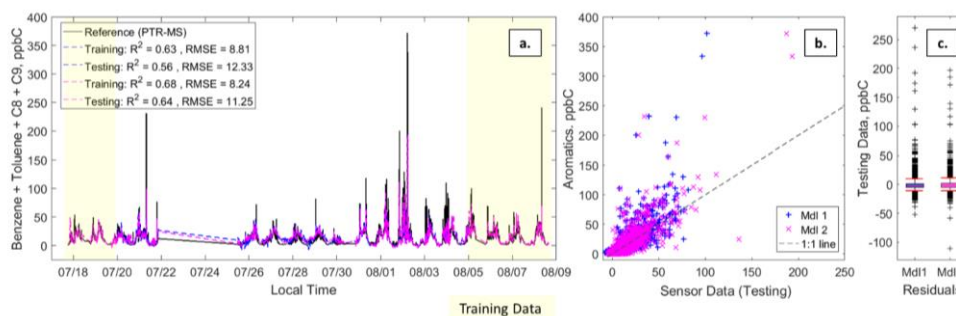 Benzene + Toluene + C8 + C9, ppbC
400
350
300
250
200
150
100
50
0
Reference (PTR-MS)
Training: R² = 0.63 , RMSE = 8.81
Testing: R² = 0.56 , RMSE = 12.33
Training: R² = 0.68 , RMSE = 8.24
Testing: R² = 0.64 , RMSE = 11.25
a.
07/18 07/20 07/22 07/24 07/26 07/28 07/30 08/01 08/03 08/05 08/07 08/09
Local Time
Training Data
Aromatics. ppbC
400
350
300
250
200
150
100
50
0
b.
Mdl 1
Mdl 2
1:1 line
0 50 100 150 200 250
Sensor Data (Testing)
Testing Data, ppbC
250
200
150
100
50
0
-50
-100
c.
Mdl1
Residuals